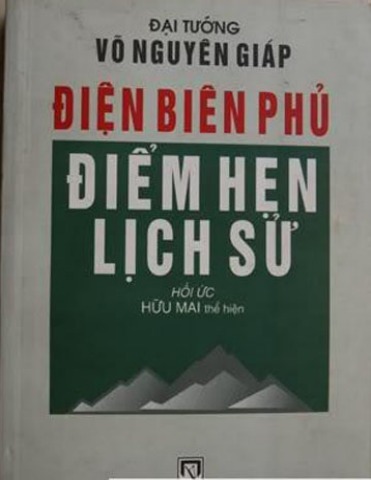 ĐẠI TƯỚNG
VÕ NGUYÊN GIÁP
ĐIỆN BIÊN PHỦ
ĐIỂM HẸN
LỊCH SỬ
HỒI ỨC
HỮU MAI thể hiện